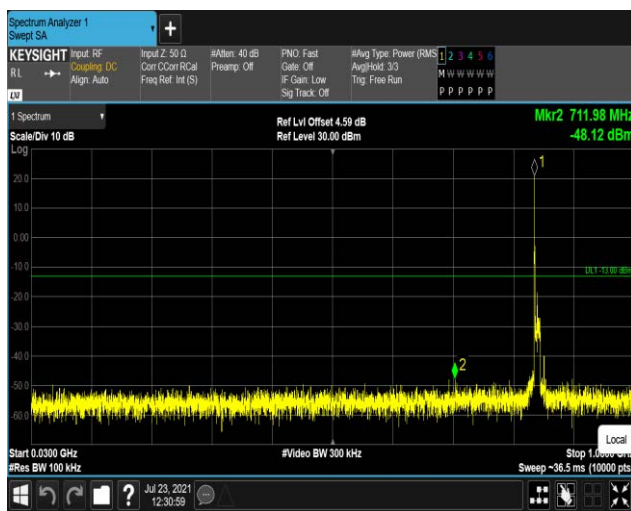 Spectrum Analyzer 1
Swept SA
KEYSIGHT
RL
LXI
Input: RF
Coupling: DC
Align: Auto
Input Z: 50 Ω
Corr CCorr RCal
Freq Ref: Int (S)
#Atten: 40 dB
Preamp: Off
PNO: Fast
Gate: Off
IF Gain: Low
Sig Track: Off
#Avg Type: Power (RMS
Avg|Hold: 3/3
Trig: Free Run
1 2 3 4 5 6
M W W W W W
P P P P P P
1 Spectrum
Scale/Div 10 dB
Log
Ref Lvl Offset 4.59 dB
Ref Level 30.00 dBm
Mkr2 711.98 MHz
-48.12 dBm
1
20.0
10.0
0.00
-10.0
DL1 -13.00 dBm
-20.0
-30.0
-40.0
2
-50.0
-60.0
Local
Start 0.0300 GHz
#Video BW 300 kHz
Stop 1.0000 GHz
#Res BW 100 kHz
Sweep ~36.5 ms (10000 pts)
?
Jul 23, 2021
12:30:59